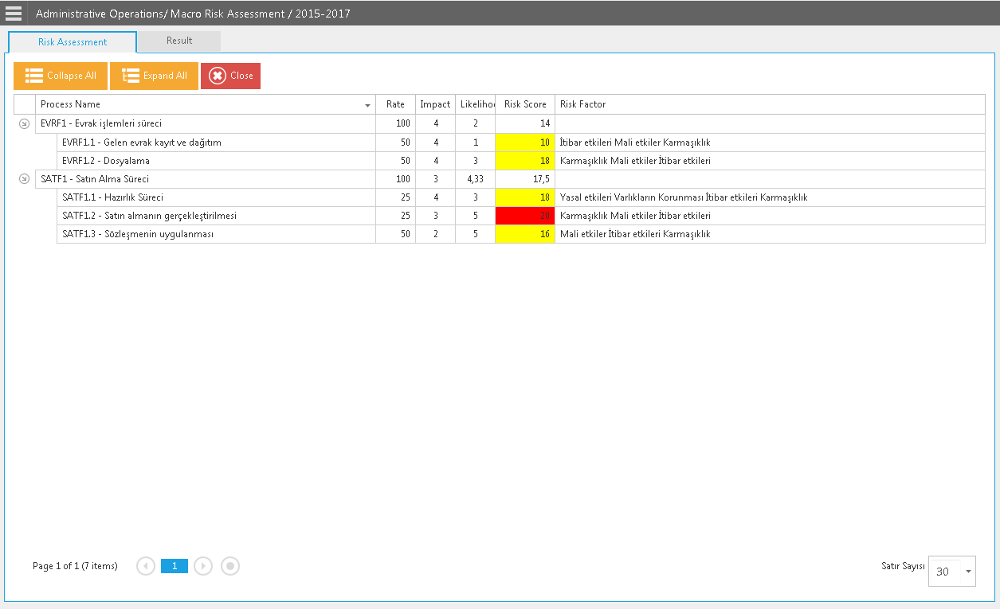 Administrative Operations/ Macro Risk Assessment / 2015-2017
Risk Assessment Result
Collapse All Expand All Close
Process Name Rate Impact Likelihoo Risk Score Risk Factor
EVRF1 - Evrak işlemleri süreci 100 4 2 14
EVRF1.1 - Gelen evrak kayıt ve dağıtım 50 4 1 10 İtibar etkileri Mali etkiler Karmaşıklık
EVRF1.2 - Dosyalama 50 4 3 18 Karmaşıklık Mali etkiler İtibar etkileri
SATF1 - Satın Alma Süreci 100 3 4,33 17,5
SATF1.1 - Hazırlık Süreci 25 4 3 18 Yasal etkileri Varlıkların Korunması İtibar etkileri Karmaşıklık
SATF1.2 - Satın almanın gerçekleştirilmesi 25 3 5 20 Karmaşıklık Mali etkiler İtibar etkileri
SATF1.3 - Sözleşmenin uygulanması 50 2 5 16 Mali etkiler İtibar etkileri Karmaşıklık
Page 1 of 1 (7 items) 1 Satır Sayısı 30